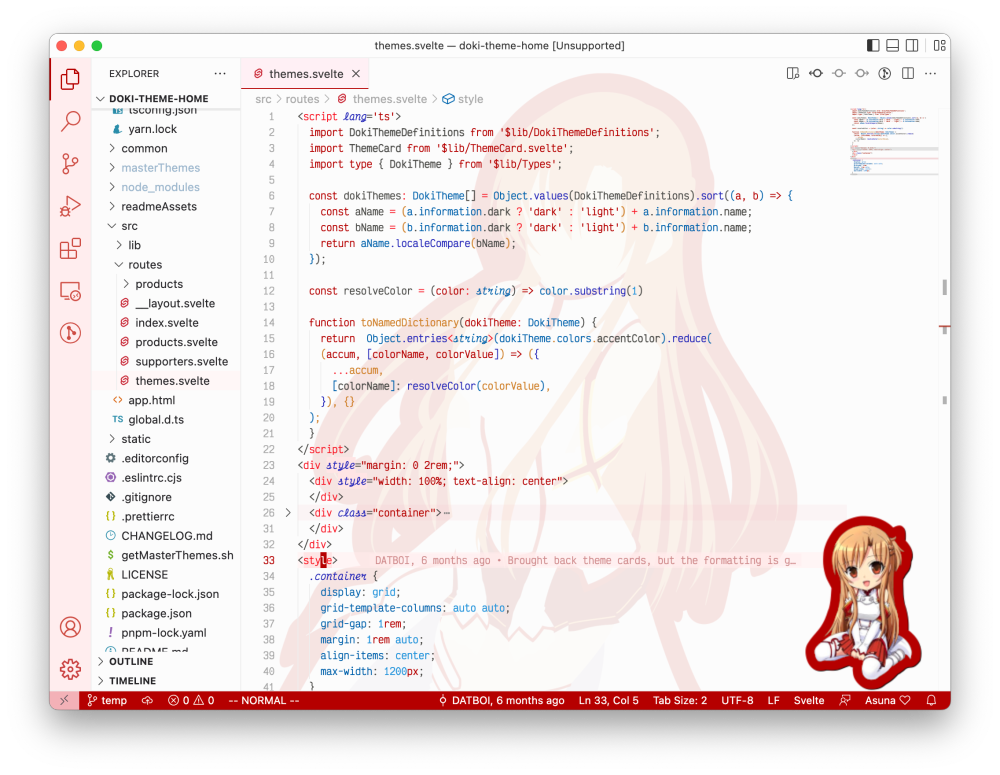 themes.svelte — doki-theme-home [Unsupported]
EXPLORER
···
themes.svelte
DOKI-THEME-HOME
tsconfig.json
yarn.lock
common
masterThemes
node_modules
readmeAssets
src
lib
routes
products
__layout.svelte
index.svelte
products.svelte
supporters.svelte
themes.svelte
app.html
TS global.d.ts
static
.editorconfig
.eslintrc.cjs
.gitignore
{ } .prettierrc
CHANGELOG.md
$ getMasterThemes.sh
LICENSE
{ } package-lock.json
{ } package.json
! pnpm-lock.yaml
README.md
OUTLINE
TIMELINE
src > routes > themes.svelte > style
1 <script lang='ts'>
2 import DokiThemeDefinitions from '$lib/DokiThemeDefinitions';
3 import ThemeCard from '$lib/ThemeCard.svelte';
4 import type { DokiTheme } from '$lib/Types';
5
6 const dokiThemes: DokiTheme[] = Object.values(DokiThemeDefinitions).sort((a, b) => {
7 const aName = (a.information.dark ? 'dark' : 'light') + a.information.name;
8 const bName = (b.information.dark ? 'dark' : 'light') + b.information.name;
9 return aName.localeCompare(bName);
10 });
11
12 const resolveColor = (color: string) => color.substring(1)
13
14 function toNamedDictionary(dokiTheme: DokiTheme) {
15 return Object.entries<string>(dokiTheme.colors.accentColor).reduce(
16 (accum, [colorName, colorValue]) => ({
17 ...accum,
18 [colorName]: resolveColor(colorValue),
19 }), {}
20 );
21 }
22 </script>
23 <div style="margin: 0 2rem;">
24 <div style="width: 100%; text-align: center">
25 </div>
26 <div class="container">⋯
31 </div>
32 </div>
33 <style> DATBOI, 6 months ago • Brought back theme cards, but the formatting is g…
34 .container {
35 display: grid;
36 grid-template-columns: auto auto;
37 grid-gap: 1rem;
38 margin: 1rem auto;
39 align-items: center;
40 max-width: 1200px;
41 }
temp 0 0 -- NORMAL -- DATBOI, 6 months ago Ln 33, Col 5 Tab Size: 2 UTF-8 LF Svelte Asuna ♡